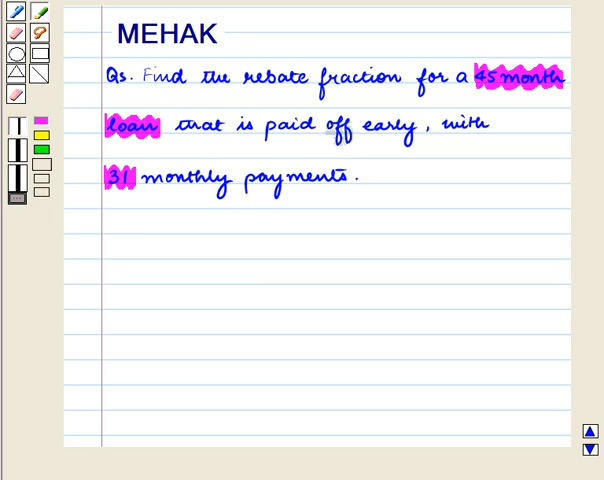 MEHAK
Qs. Find the rebate fraction for a 45 month
loan that is paid off early, with
31 monthly payments.